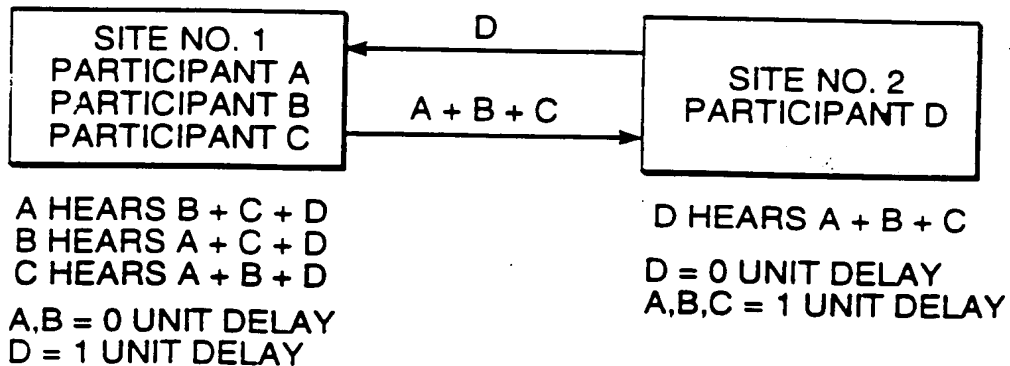 SITE NO. 1
PARTICIPANT A
PARTICIPANT B
PARTICIPANT C
D
A + B + C
SITE NO. 2
PARTICIPANT D
A HEARS B + C + D
B HEARS A + C + D
C HEARS A + B + D
A,B = 0 UNIT DELAY
D = 1 UNIT DELAY
D HEARS A + B + C
D = 0 UNIT DELAY
A,B,C = 1 UNIT DELAY